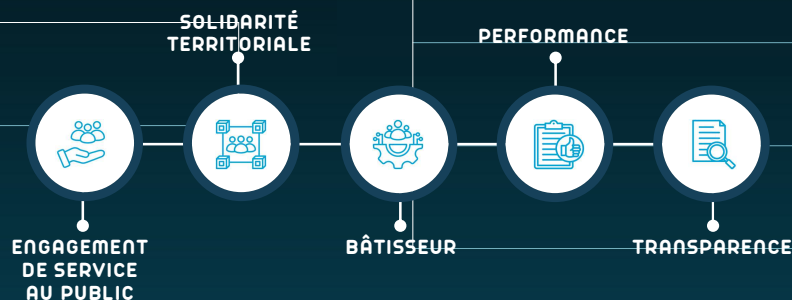 SOLIDARITÉ
TERRITORIALE
PERFORMANCE
ENGAGEMENT
DE SERVICE
AU PUBLIC
BÂTISSEUR
TRANSPARENCE